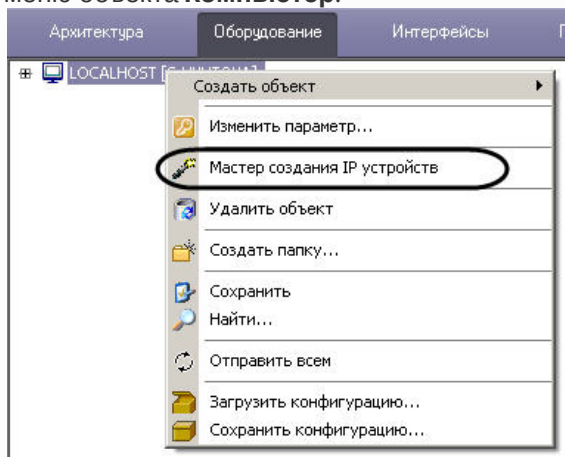 меню объекта Компьютер.
Архитектура Оборудование Интерфейсы
LOCALHOST
Создать объект
Изменить параметр...
Мастер создания IP устройств
Удалить объект
Создать папку...
Сохранить
Найти...
Отправить всем
Загрузить конфигурацию...
Сохранить конфигурацию...